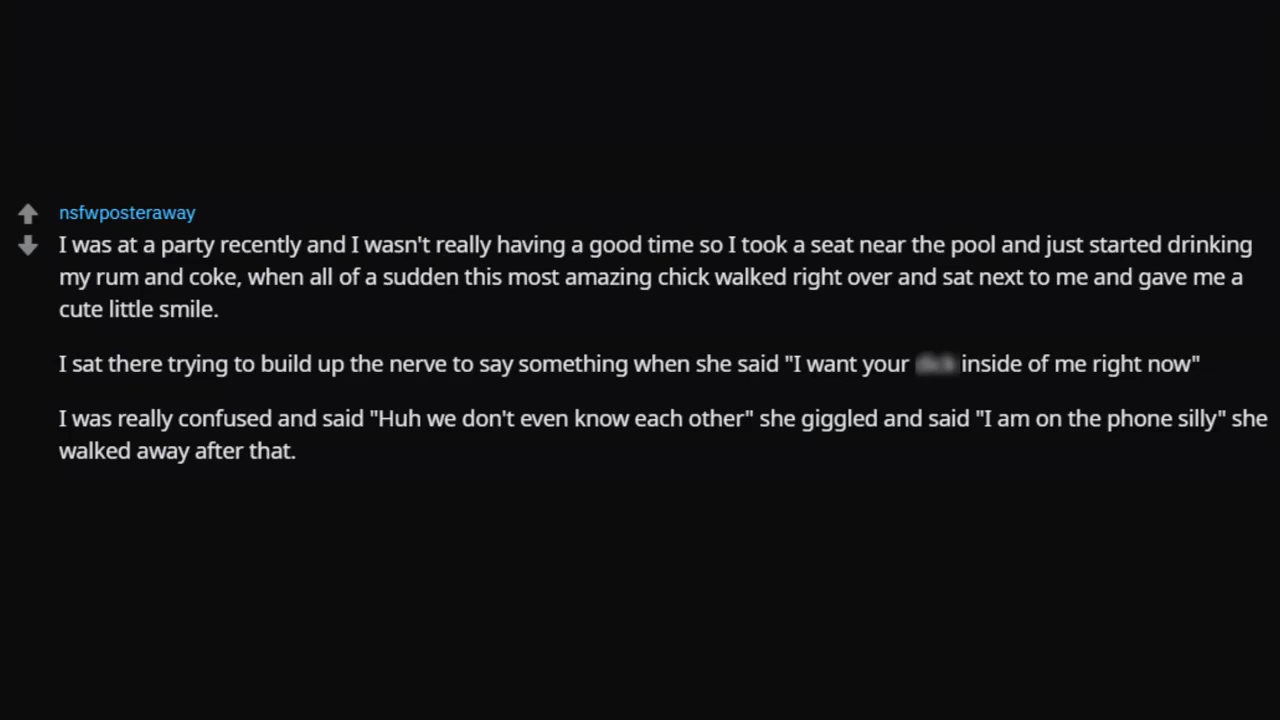 nsfwposteraway
I was at a party recently and I wasn't really having a good time so I took a seat near the pool and just started drinking
my rum and coke, when all of a sudden this most amazing chick walked right over and sat next to me and gave me a
cute little smile.
I sat there trying to build up the nerve to say something when she said "I want your inside of me right now"
I was really confused and said "Huh we don't even know each other" she giggled and said "I am on the phone silly" she
walked away after that.